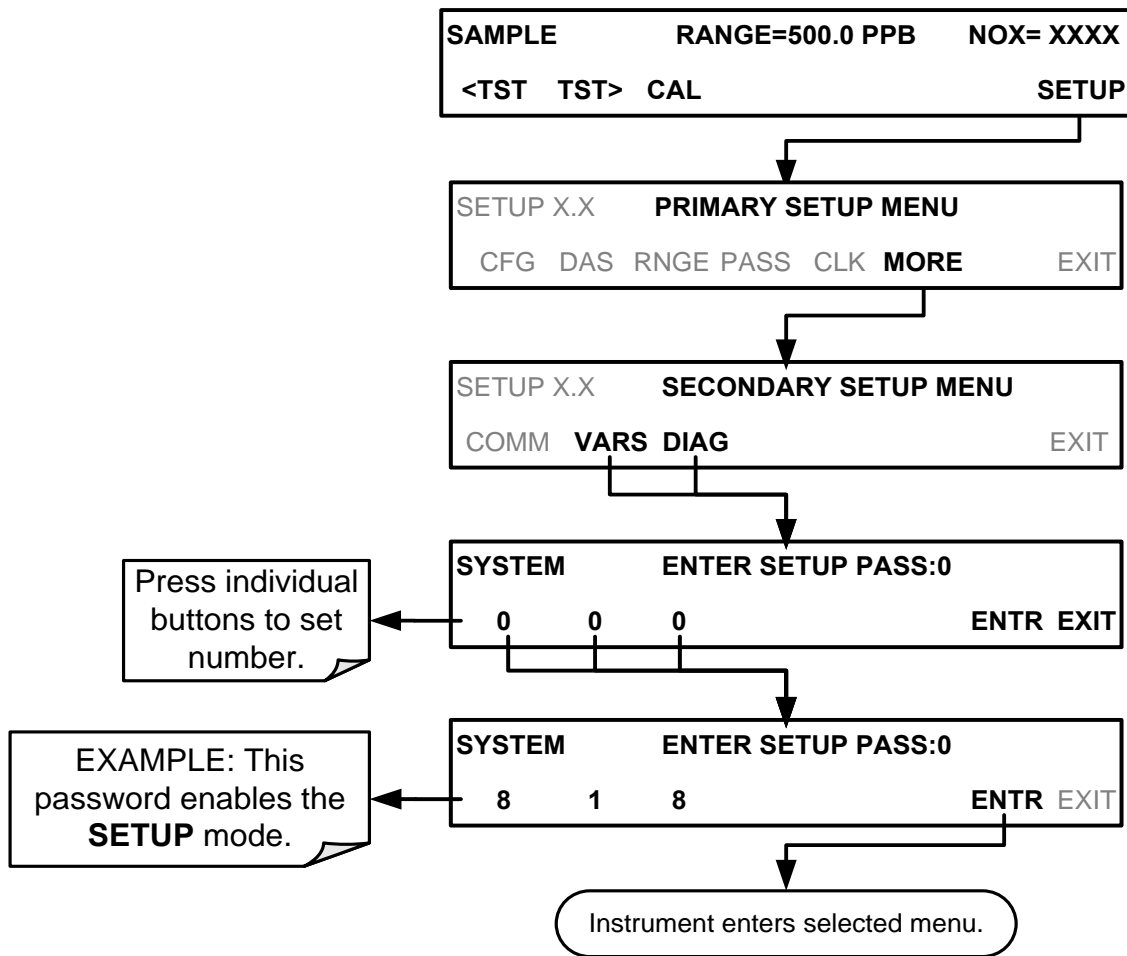 SAMPLE RANGE=500.0 PPB NOX= XXXX
<TST TST> CAL SETUP
SETUP X.X PRIMARY SETUP MENU
CFG DAS RNGE PASS CLK MORE EXIT
SETUP X.X SECONDARY SETUP MENU
COMM VARS DIAG EXIT
SYSTEM ENTER SETUP PASS:0
0 0 0 ENTR EXIT
Press individual
buttons to set
number.
SYSTEM ENTER SETUP PASS:0
8 1 8 ENTR EXIT
EXAMPLE: This
password enables the
SETUP mode.
Instrument enters selected menu.